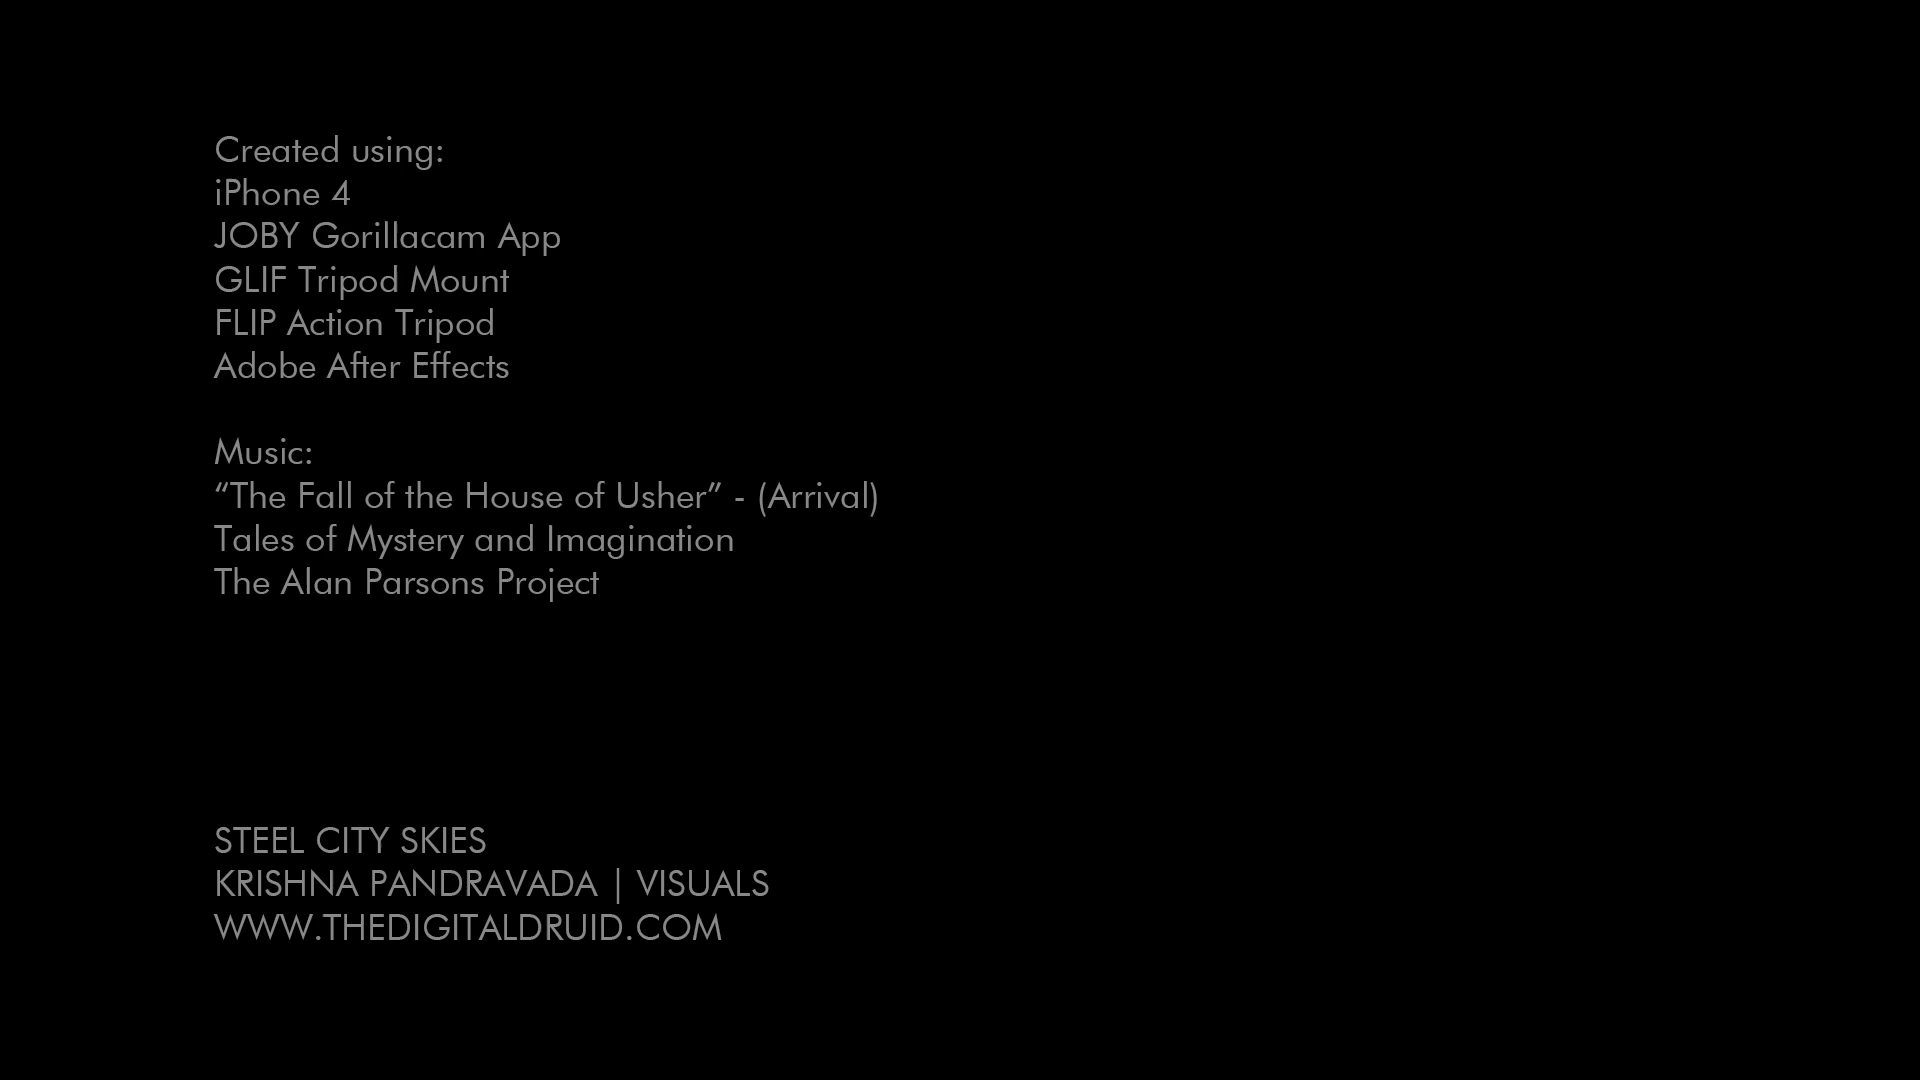 Created using:
iPhone 4
JOBY Gorillacam App
GLIF Tripod Mount
FLIP Action Tripod
Adobe After Effects
Music:
“The Fall of the House of Usher” - (Arrival)
Tales of Mystery and Imagination
The Alan Parsons Project
STEEL CITY SKIES
KRISHNA PANDRAVADA | VISUALS
WWW.THEDIGITALDRUID.COM